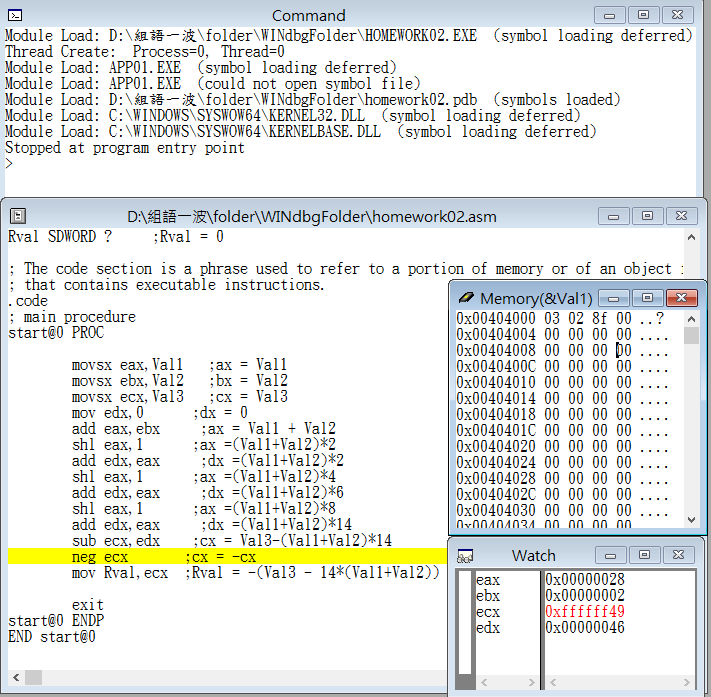 Command
Module Load: D:\組語一波\folder\WINdbgFolder\HOMEWORK02.EXE (symbol loading deferred)
Thread Create: Process=0, Thread=0
Module Load: APP01.EXE (symbol loading deferred)
Module Load: APP01.EXE (could not open symbol file)
Module Load: D:\組語一波\folder\WINdbgFolder\homework02.pdb (symbols loaded)
Module Load: C:\WINDOWS\SYSWOW64\KERNEL32.DLL (symbol loading deferred)
Module Load: C:\WINDOWS\SYSWOW64\KERNELBASE.DLL (symbol loading deferred)
Stopped at program entry point
>
D:\組語一波\folder\WINdbgFolder\homework02.asm
Rval SDWORD ? ;Rval = 0
; The code section is a phrase used to refer to a portion of memory or of an object
; that contains executable instructions.
.code
; main procedure
start@0 PROC
movsx eax,Val1 ;ax = Val1
movsx ebx,Val2 ;bx = Val2
movsx ecx,Val3 ;cx = Val3
mov edx,0 ;dx = 0
add eax,ebx ;ax = Val1 + Val2
shl eax,1 ;ax =(Val1+Val2)*2
add edx,eax ;dx =(Val1+Val2)*2
shl eax,1 ;ax =(Val1+Val2)*4
add edx,eax ;dx =(Val1+Val2)*6
shl eax,1 ;ax =(Val1+Val2)*8
add edx,eax ;dx =(Val1+Val2)*14
sub ecx,edx ;cx = Val3-(Val1+Val2)*14
neg ecx ;cx = -cx
mov Rval,ecx ;Rval = -(Val3 - 14*(Val1+Val2))
exit
start@0 ENDP
END start@0
Memory(&Val1)
0x00404000 03 02 8f 00 ..?
0x00404004 00 00 00 00 ....
0x00404008 00 00 00 00 ....
0x0040400C 00 00 00 00 ....
0x00404010 00 00 00 00 ....
0x00404014 00 00 00 00 ....
0x00404018 00 00 00 00 ....
0x0040401C 00 00 00 00 ....
0x00404020 00 00 00 00 ....
0x00404024 00 00 00 00 ....
0x00404028 00 00 00 00 ....
0x0040402C 00 00 00 00 ....
0x00404030 00 00 00 00 ....
0x00404034 00 00 00 00 ....
Watch
eax 0x00000028
ebx 0x00000002
ecx 0xffffff49
edx 0x00000046